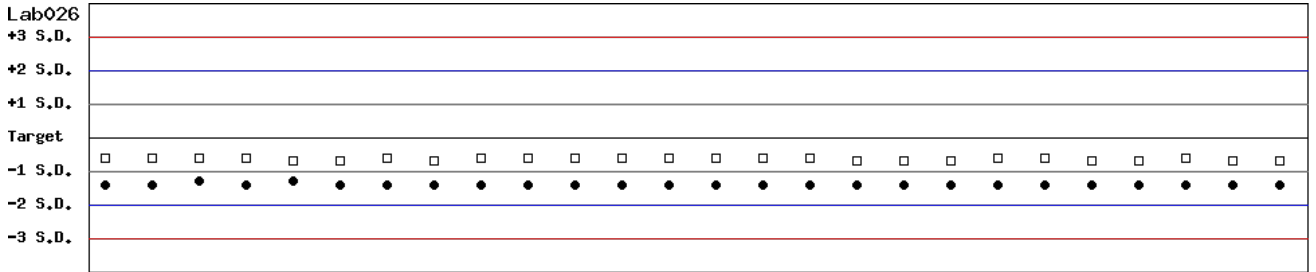 Lab026
+3 S.D.
+2 S.D.
+1 S.D.
Target
-1 S.D.
-2 S.D.
-3 S.D.